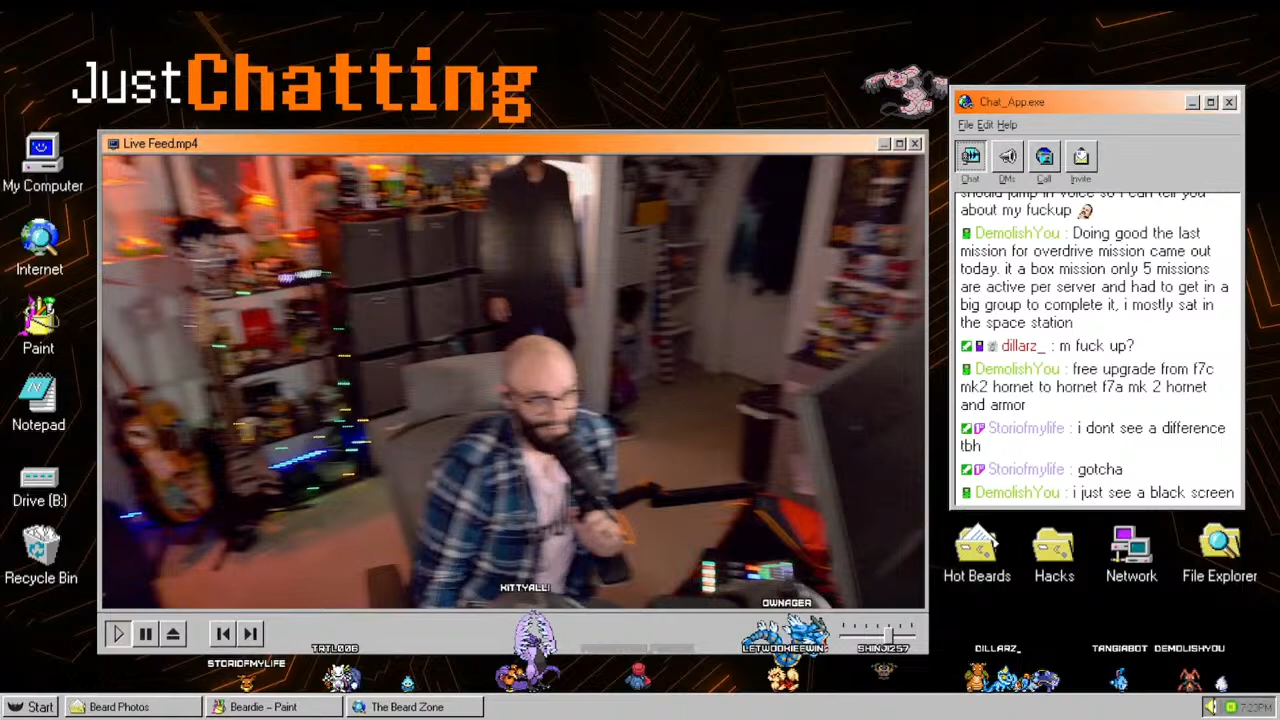 JustChatting
Live Feed.mp4
My Computer
Internet
Paint
Notepad
Drive (B:)
Recycle Bin
Chat_App.exe
File Edit Help
Chat DMs Call Invite
should jump in voice so i can tell you
about my fuckup
DemolishYou : Doing good the last
mission for overdrive mission came out
today. it a box mission only 5 missions
are active per server and had to get in a
big group to complete it, i mostly sat in
the space station
dillarz_ : m fuck up?
DemolishYou : free upgrade from f7c
mk2 hornet to hornet f7a mk 2 hornet
and armor
Storiofmylife : i dont see a difference
tbh
Storiofmylife : gotcha
DemolishYou : i just see a black screen
Hot Beards
Hacks
Network
File Explorer
KITTYALL!
OWNAGER
TRTL006
LETWOOKIEEWIN
SHINJI257
DILLARZ_
TANGIABOT
DEMOLISHYOU
STORIOFMYLIFE
Start
Beard Photos
Beardie - Paint
The Beard Zone
7:23PM